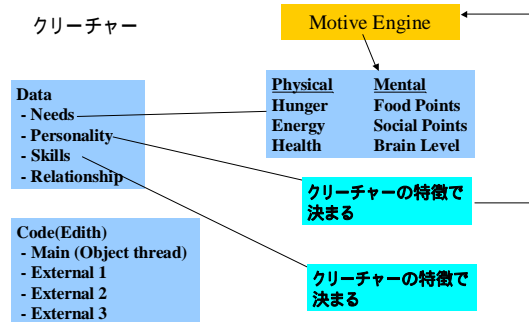 クリーチャー
Motive Engine
Data
- Needs
- Personality
- Skills
- Relationship
Physical Mental
Hunger Food Points
Energy Social Points
Health Brain Level
クリーチャーの特徴で
決まる
Code(Edith)
- Main (Object thread)
- External 1
- External 2
- External 3
クリーチャーの特徴で
決まる